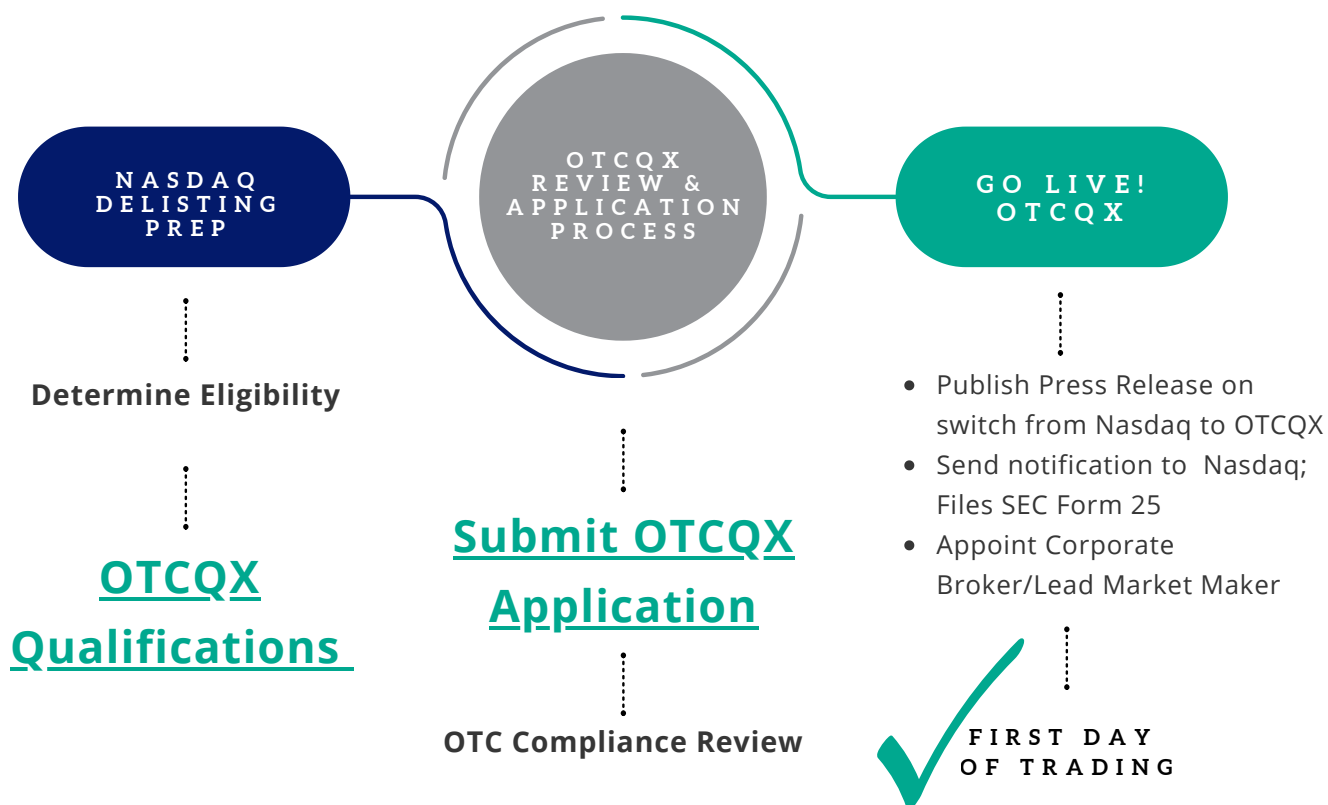 NASDAQ
DELISTING
PREP
Determine Eligibility
OTCQX
Qualifications
OTCQX
REVIEW &
APPLICATION
PROCESS
Submit OTCQX
Application
OTC Compliance Review
GO LIVE!
OTCQX
• Publish Press Release on
switch from Nasdaq to OTCQX
• Send notification to Nasdaq;
Files SEC Form 25
• Appoint Corporate
Broker/Lead Market Maker
FIRST DAY
OF TRADING